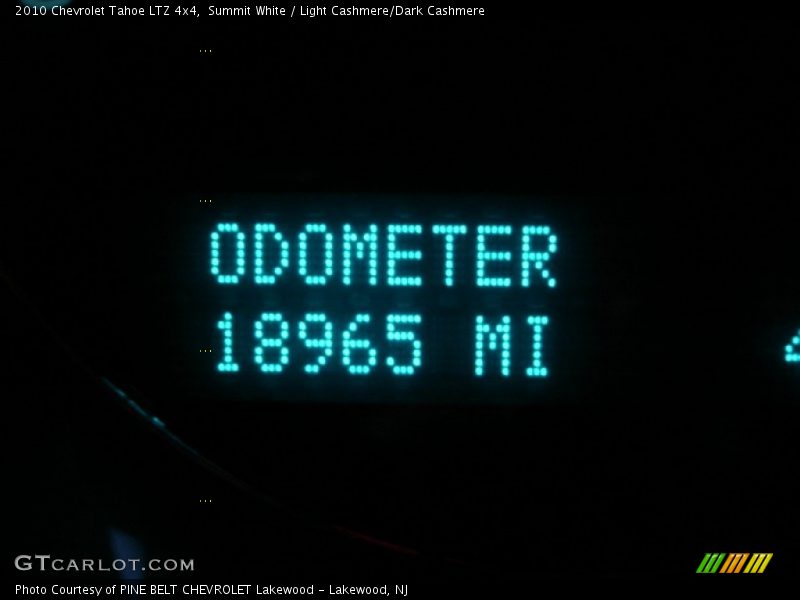 2010 Chevrolet Tahoe LTZ 4x4,  Summit White / Light Cashmere/Dark Cashmere
...
...
ODOMETER
18965 MI
...
...
GTCARLOT.COM
Photo Courtesy of PINE BELT CHEVROLET Lakewood - Lakewood, NJ